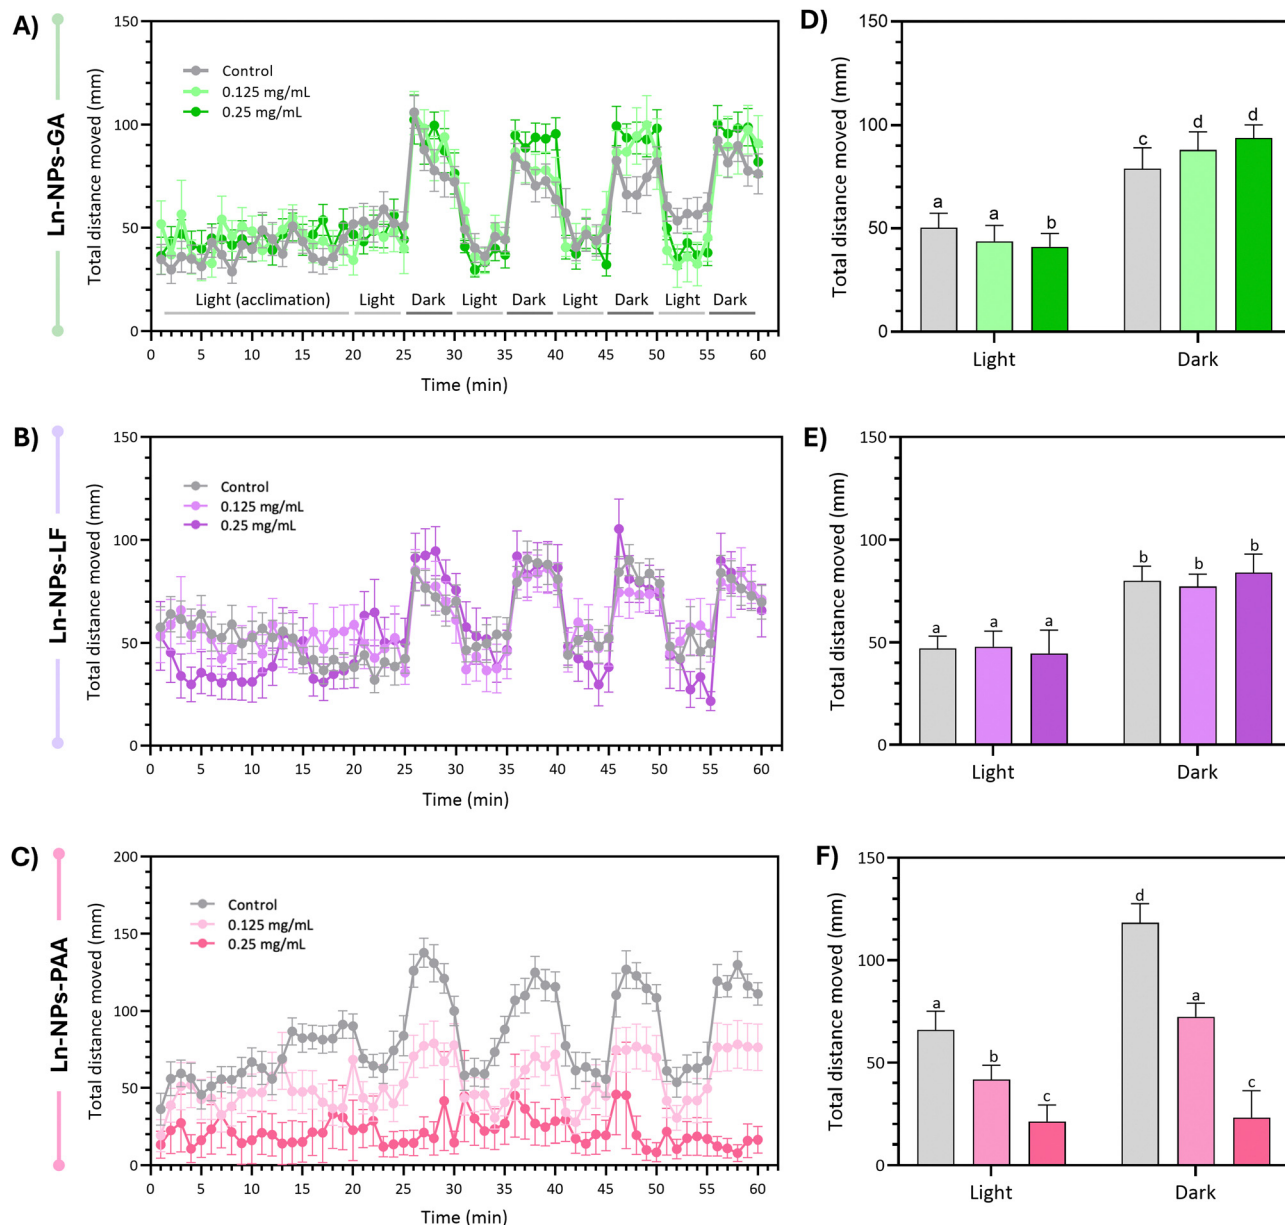 A)
Ln-NPs-GA
Total distance moved (mm)
150
100
50
0
Control
0.125 mg/mL
0.25 mg/mL
Light (acclimation) Light Dark Light Dark Light Dark Light Dark
0 5 10 15 20 25 30 35 40 45 50 55 60
Time (min)
D)
Total distance moved (mm)
150
100
50
0
a a b c d d
Light Dark
B)
Ln-NPs-LF
Total distance moved (mm)
150
100
50
0
Control
0.125 mg/mL
0.25 mg/mL
0 5 10 15 20 25 30 35 40 45 50 55 60
Time (min)
E)
Total distance moved (mm)
150
100
50
0
a a a b b b
Light Dark
C)
Ln-NPs-PAA
Total distance moved (mm)
200
150
100
50
0
Control
0.125 mg/mL
0.25 mg/mL
0 5 10 15 20 25 30 35 40 45 50 55 60
Time (min)
F)
Total distance moved (mm)
150
100
50
0
a b c d a c
Light Dark